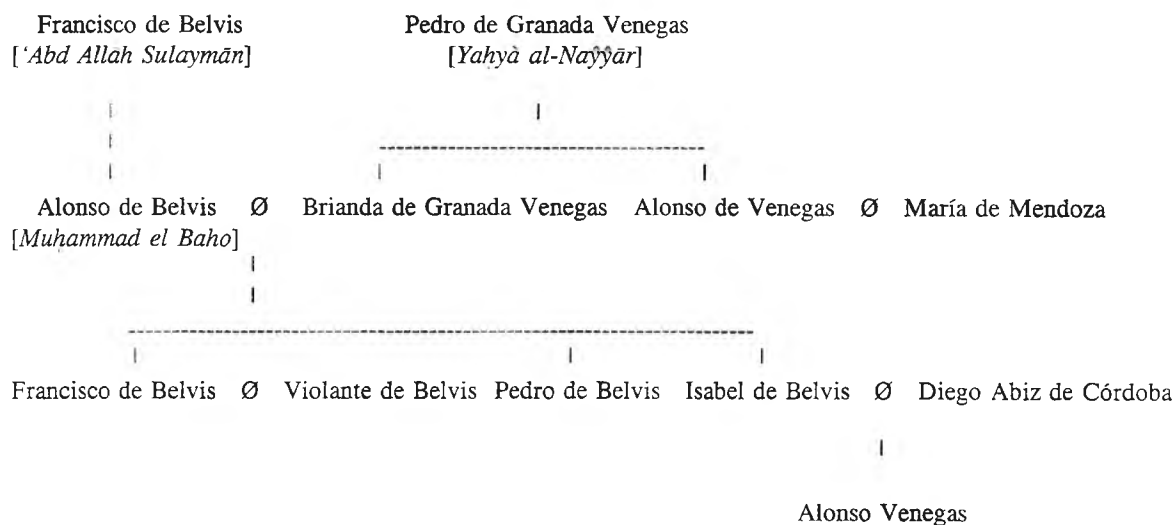 Francisco de Belvis Pedro de Granada Venegas
['Abd Allah Sulaymān] [Yahyà al-Nayyār]
Alonso de Belvis Ø Brianda de Granada Venegas Alonso de Venegas Ø María de Mendoza
[Muḥammad el Baho]
Francisco de Belvis Ø Violante de Belvis Pedro de Belvis Isabel de Belvis Ø Diego Abiz de Córdoba
Alonso Venegas